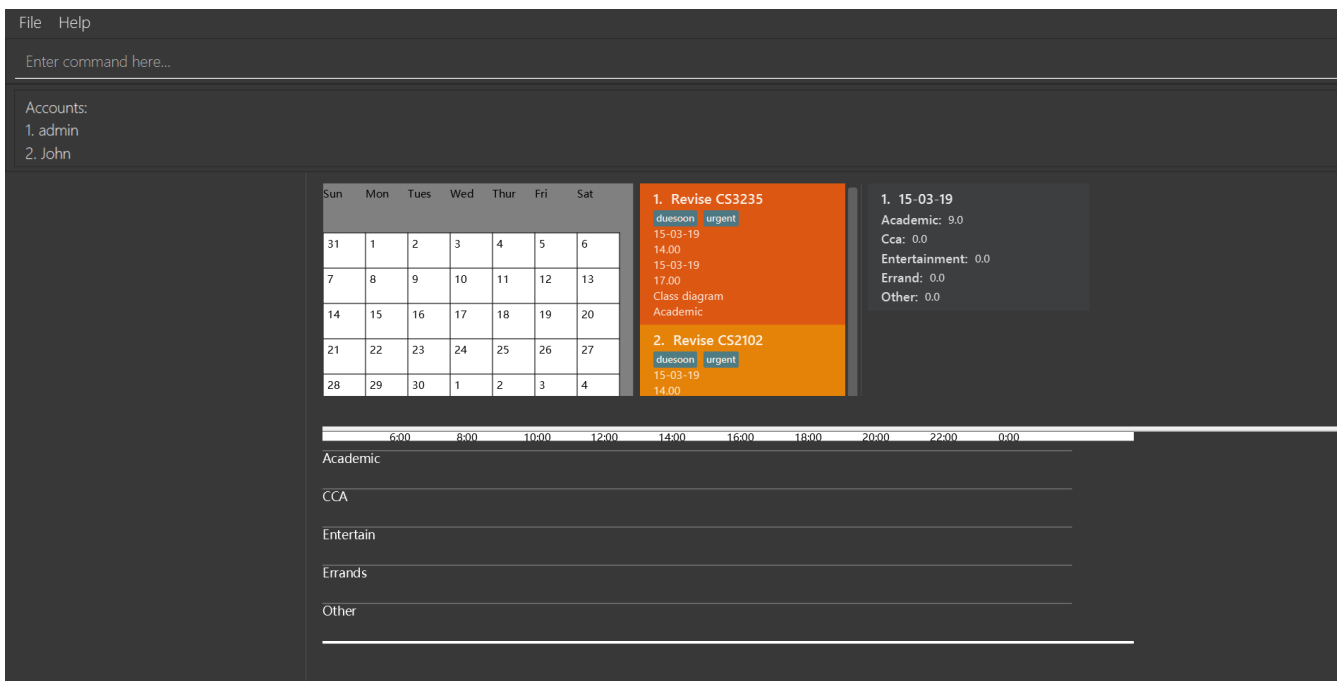 File Help
Enter command here...
Accounts:
1. admin
2. John
Sun Mon Tues Wed Thur Fri Sat
31 1 2 3 4 5 6
7 8 9 10 11 12 13
14 15 16 17 18 19 20
21 22 23 24 25 26 27
28 29 30 1 2 3 4
1. Revise CS3235
duesoon urgent
15-03-19
14.00
15-03-19
17.00
Class diagram
Academic
2. Revise CS2102
duesoon urgent
15-03-19
14.00
1. 15-03-19
Academic: 9.0
Cca: 0.0
Entertainment: 0.0
Errand: 0.0
Other: 0.0
6:00 8:00 10:00 12:00 14:00 16:00 18:00 20:00 22:00 0:00
Academic
CCA
Entertain
Errands
Other